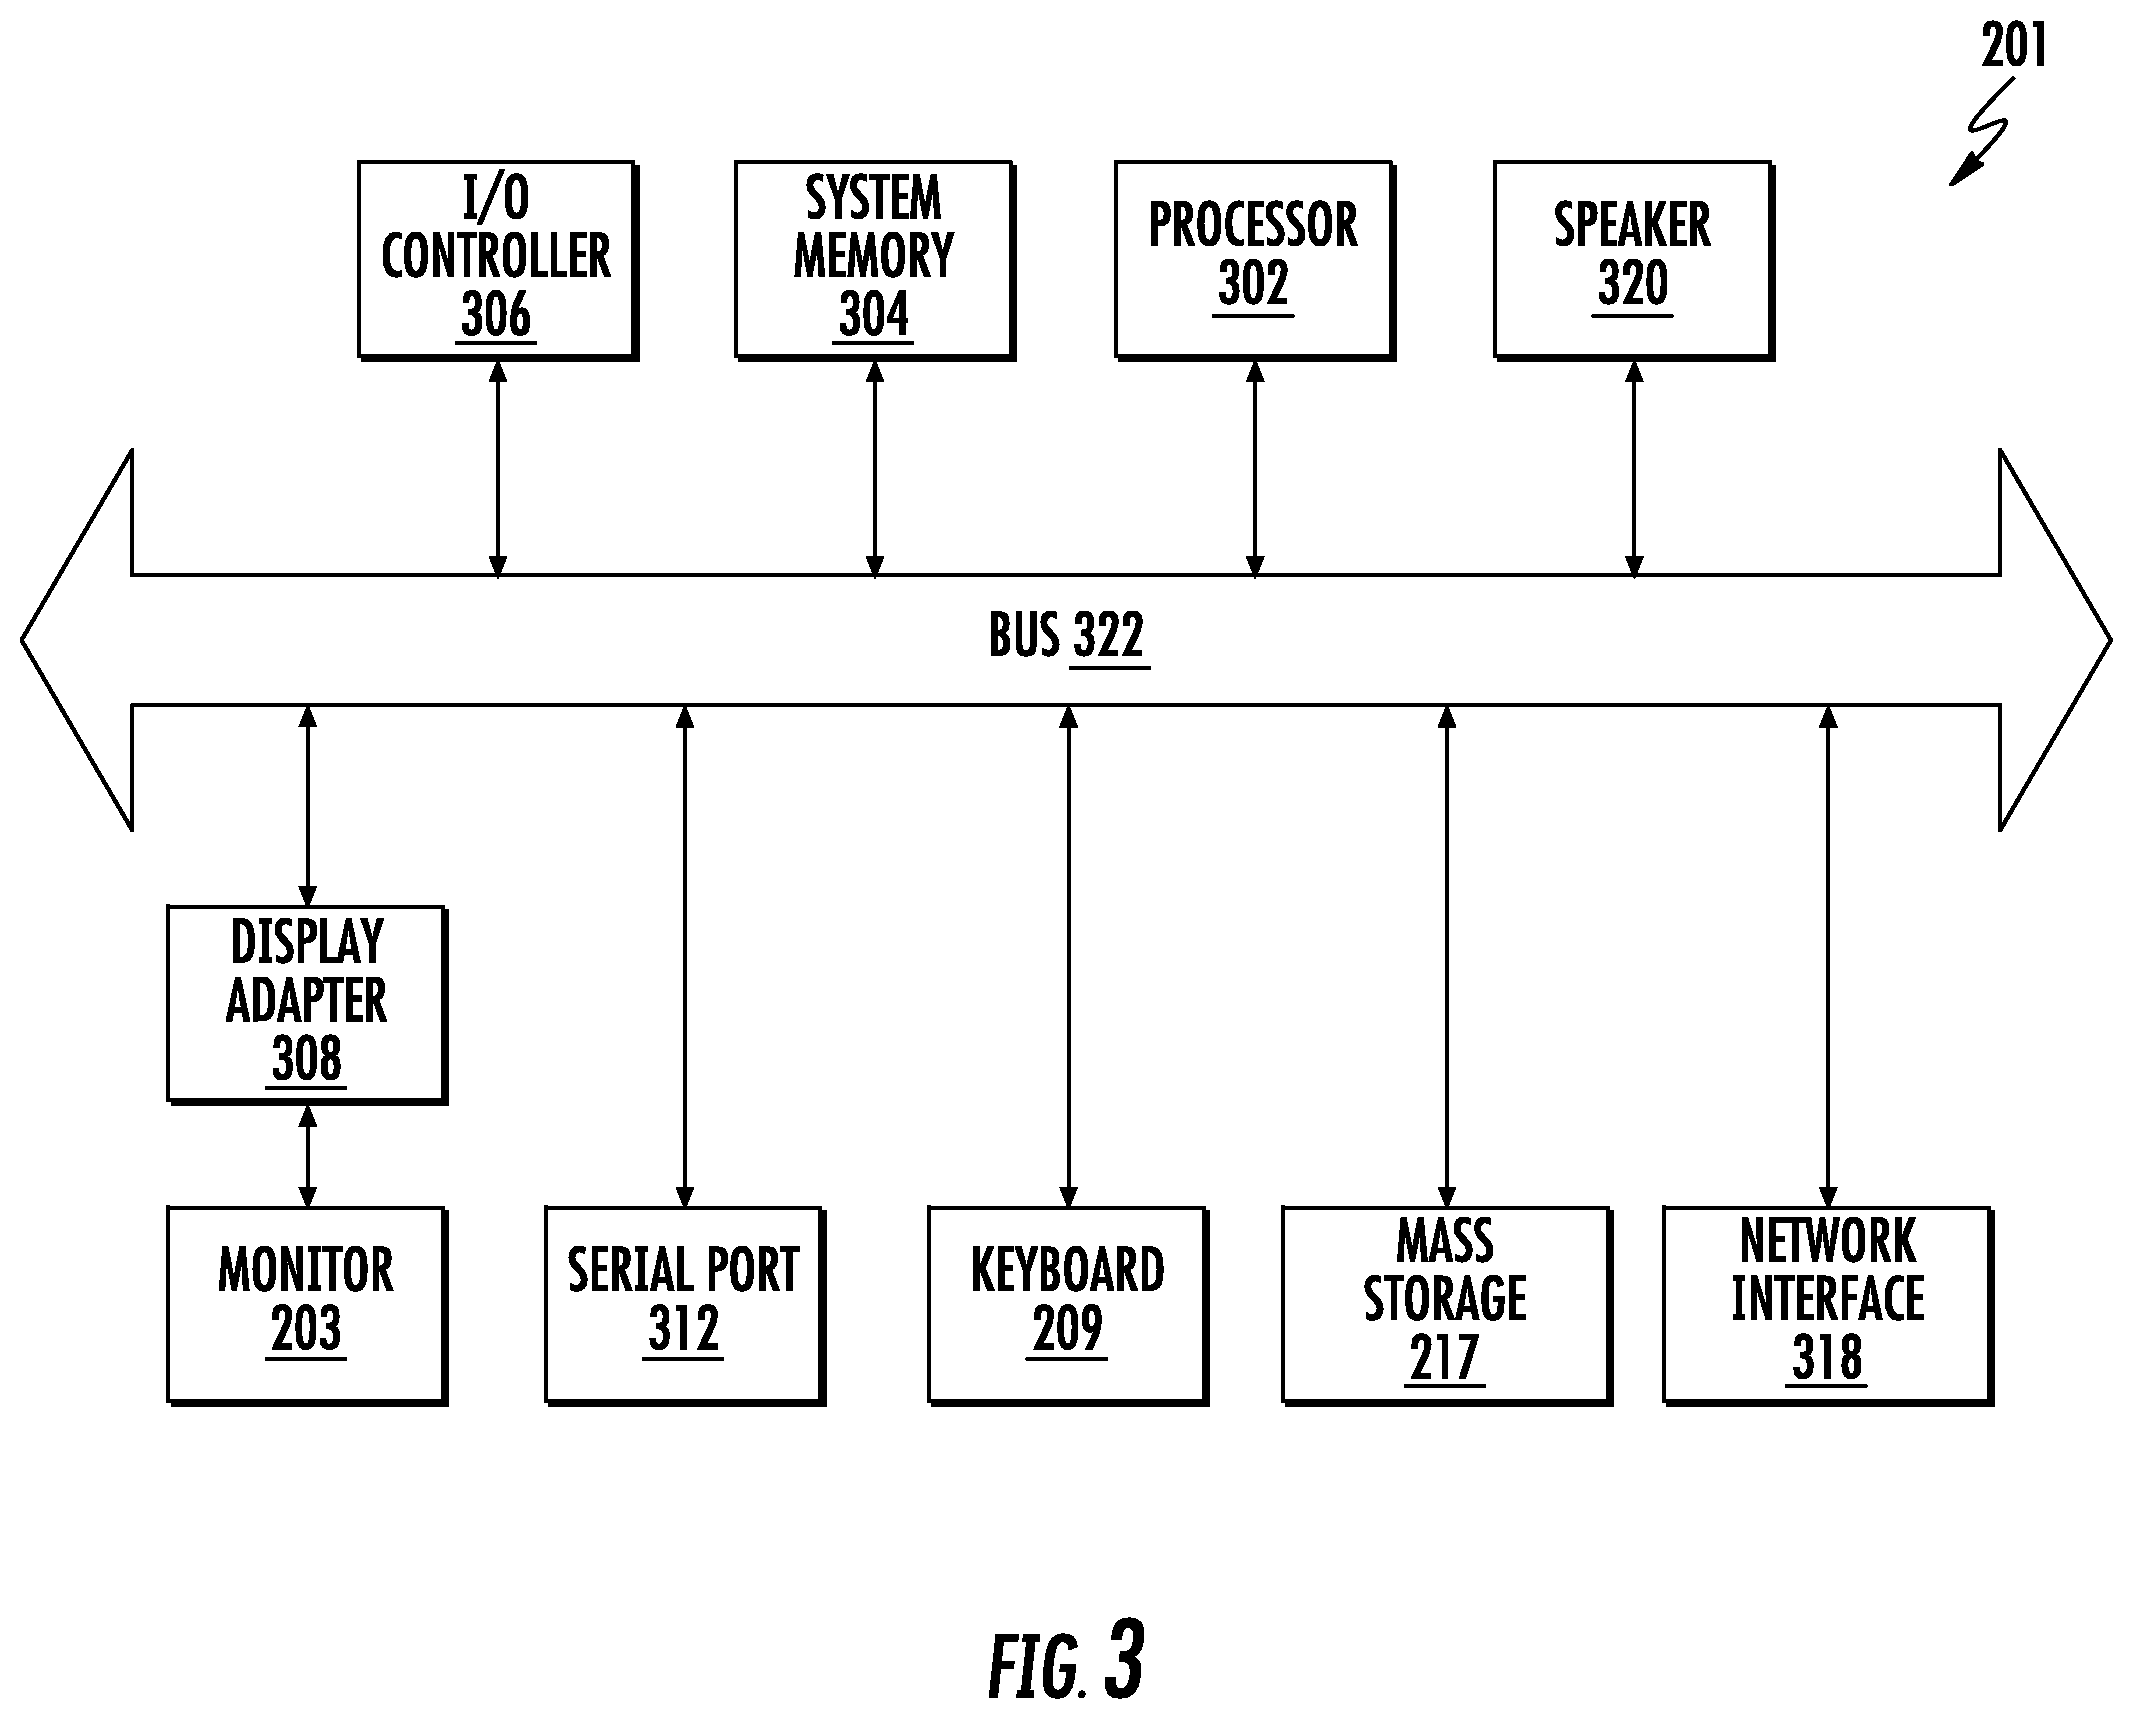 201
I/O
CONTROLLER
306
SYSTEM
MEMORY
304
PROCESSOR
302
SPEAKER
320
BUS 322
DISPLAY
ADAPTER
308
MONITOR
203
SERIAL PORT
312
KEYBOARD
209
MASS
STORAGE
217
NETWORK
INTERFACE
318
FIG. 3